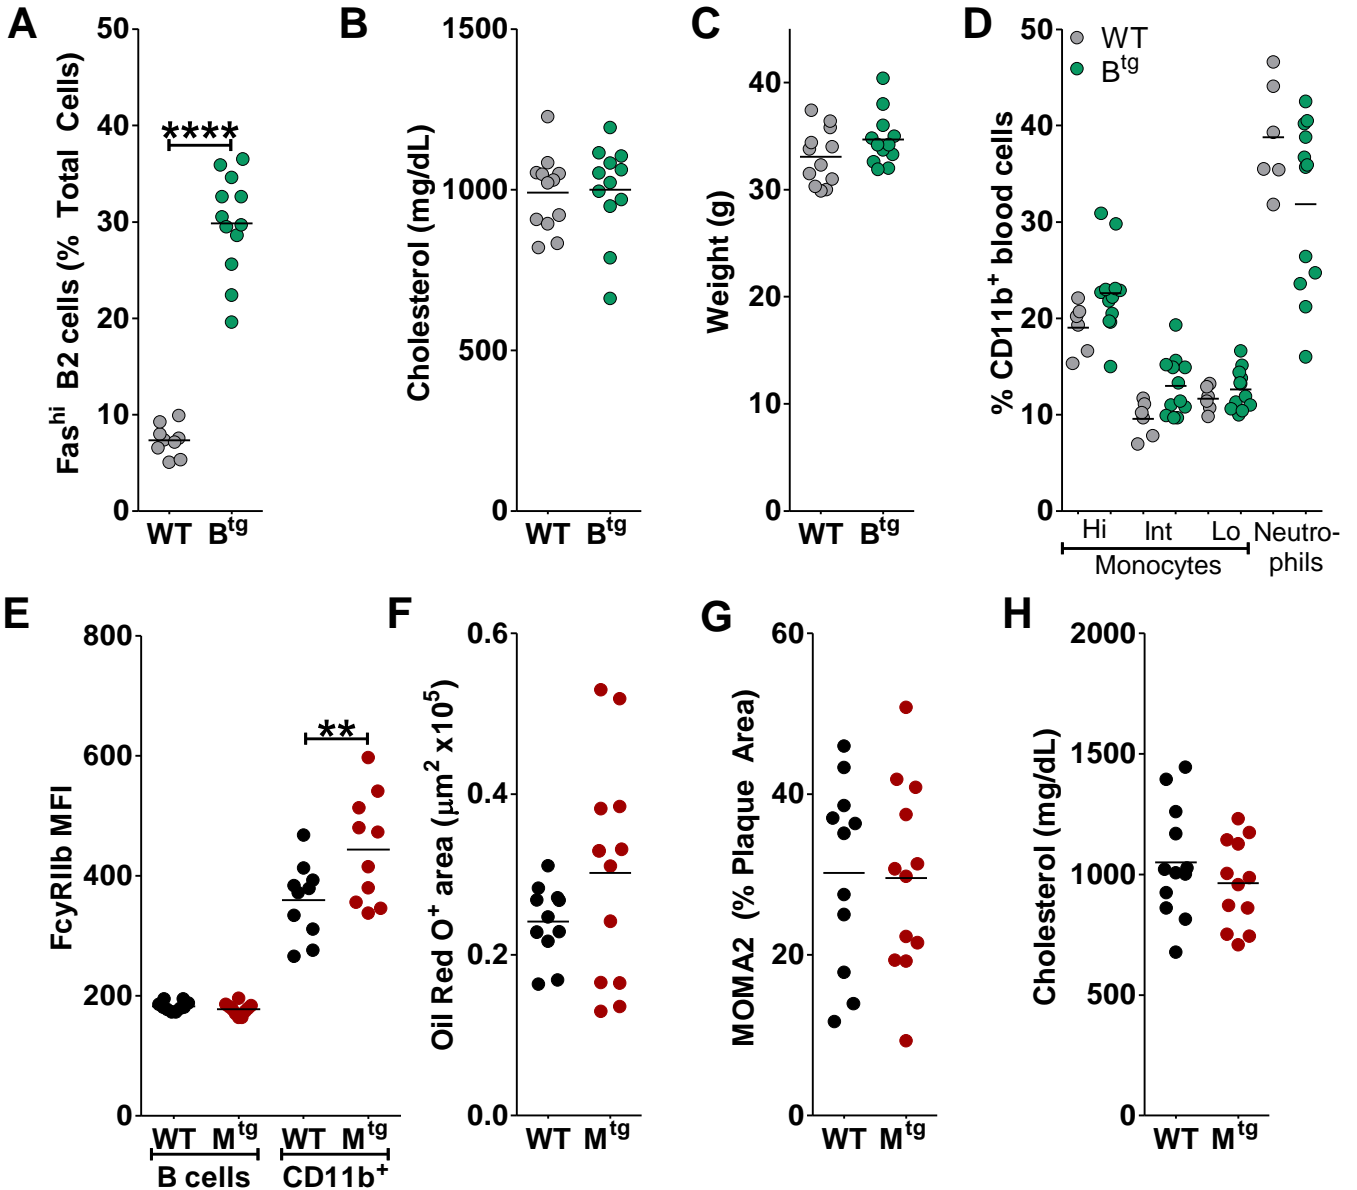 A
Fas^hi B2 cells (% Total Cells)
50
40
30
20
10
0
****
WT B^tg
B
Cholesterol (mg/dL)
1500
1000
500
0
WT B^tg
C
Weight (g)
40
30
20
10
0
WT B^tg
D
% CD11b^+ blood cells
50
40
30
20
10
0
WT
B^tg
Hi Int Lo Neutro-
phils
Monocytes
E
FcyRIIb MFI
800
600
400
200
0
**
WT M^tg WT M^tg
B cells CD11b^+
F
Oil Red O^+ area (μm^2 x10^5)
0.6
0.4
0.2
0.0
WT M^tg
G
MOMA2 (% Plaque Area)
60
40
20
0
WT M^tg
H
Cholesterol (mg/dL)
2000
1500
1000
500
0
WT M^tg